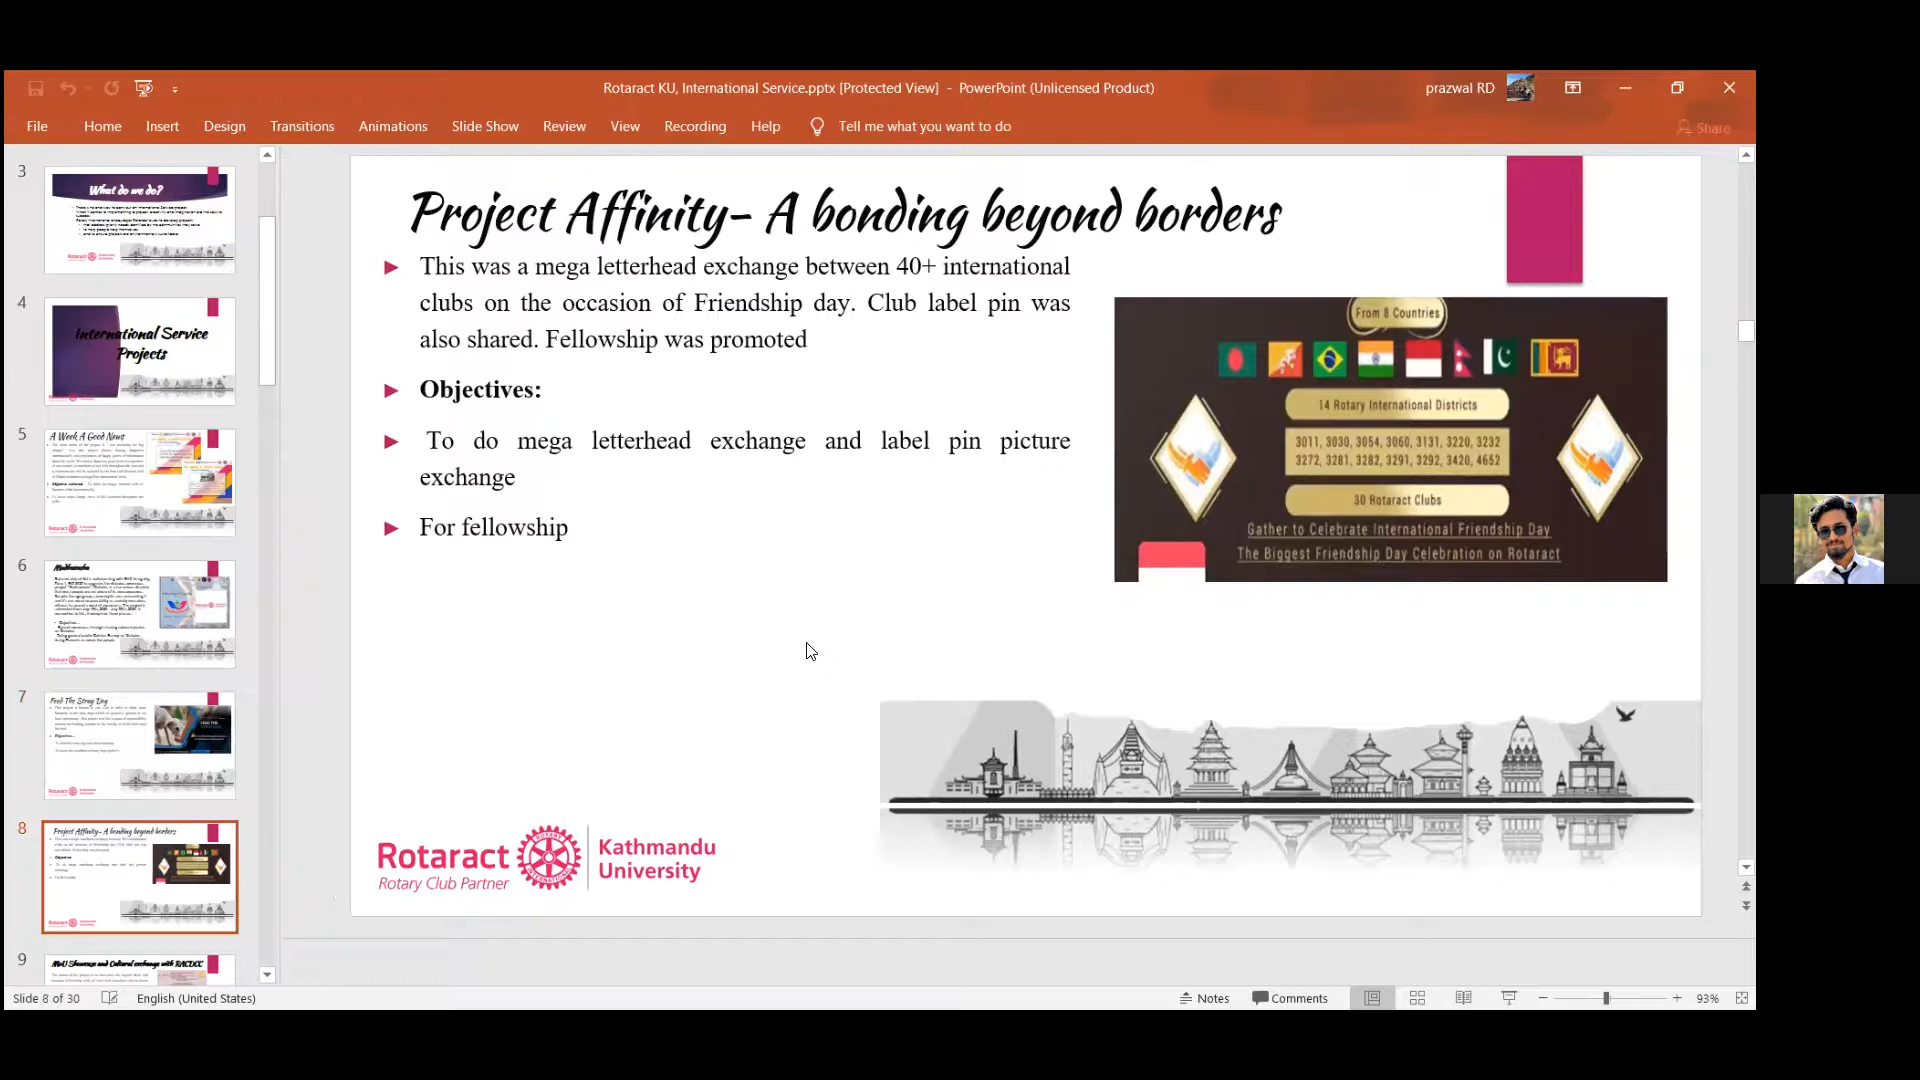 Rotaract KU, International Service.pptx [Protected View] - PowerPoint (Unlicensed Product)
prazwal RD
File Home Insert Design Transitions Animations Slide Show Review View Recording Help Tell me what you want to do
Share
3
What do we do?
4
International Service
Projects
5
A Week A Good News
6
7
Feed The Stray Dog
8
Project Affinity- A bonding beyond borders
9
MoU Showcase and Cultural exchange with RACDCC
Project Affinity- A bonding beyond borders
This was a mega letterhead exchange between 40+ international
clubs on the occasion of Friendship day. Club label pin was
also shared. Fellowship was promoted
Objectives:
To do mega letterhead exchange and label pin picture
exchange
For fellowship
From 8 Countries
14 Rotary International Districts
3011, 3030, 3054, 3060, 3131, 3220, 3232
3272, 3281, 3282, 3291, 3292, 3420, 4652
30 Rotaract Clubs
Gather to Celebrate International Friendship Day
The Biggest Friendship Day Celebration on Rotaract
Rotaract
Rotary Club Partner
Kathmandu
University
Slide 8 of 30
English (United States)
Notes
Comments
93%